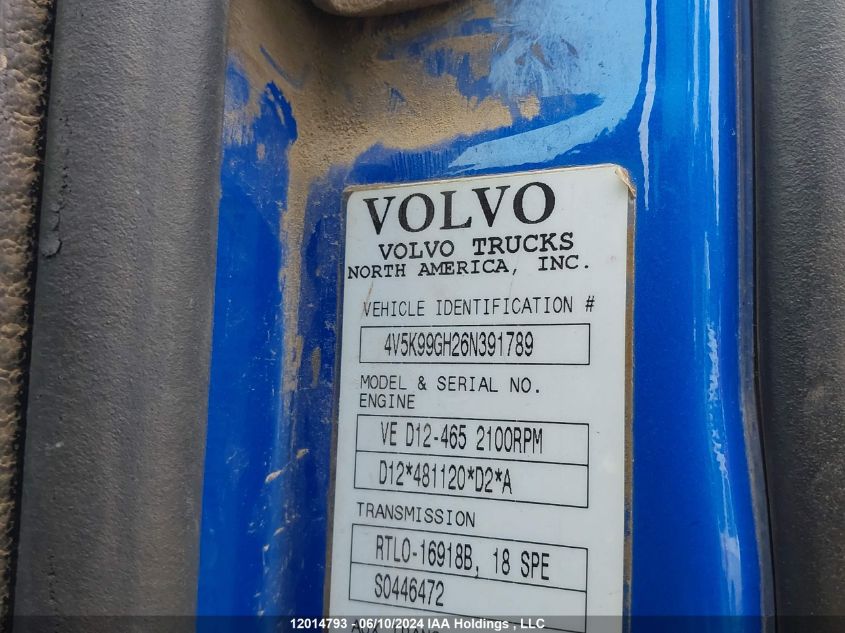 VOLVO
VOLVO TRUCKS
NORTH AMERICA, INC.
VEHICLE IDENTIFICATION #
4V5K99GH26N391789
MODEL & SERIAL NO.
ENGINE
VE D12-465 2100RPM
D12*481120*D2*A
TRANSMISSION
RTLO-16918B, 18 SPE
S0446472
12014793 - 06/10/2024 IAA Holdings , LLC